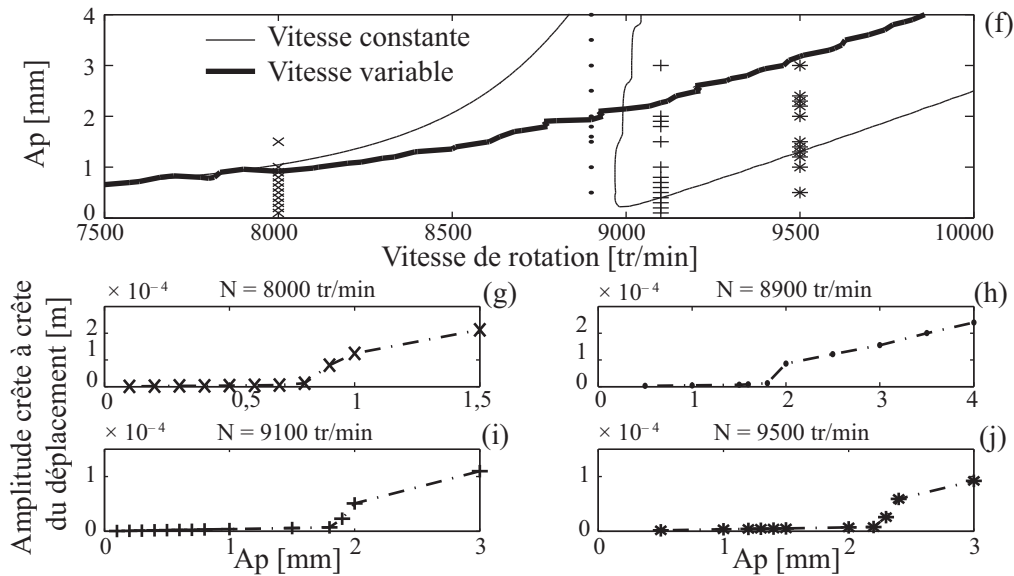 4 (f)
Vitesse constante
Vitesse variable
3
2
1
0
Ap [mm]
7500 8000 8500 9000 9500 10000
Vitesse de rotation [tr/min]
× 10⁻⁴ N = 8000 tr/min (g)
2
1
0
0 0,5 1 1,5
× 10⁻⁴ N = 8900 tr/min (h)
2
1
0
0 1 2 3 4
Amplitude crête à crête
du déplacement [m]
× 10⁻⁴ N = 9100 tr/min (i)
1
0
0 1 2 3
Ap [mm]
× 10⁻⁴ N = 9500 tr/min (j)
1
0
0 1 2 3
Ap [mm]